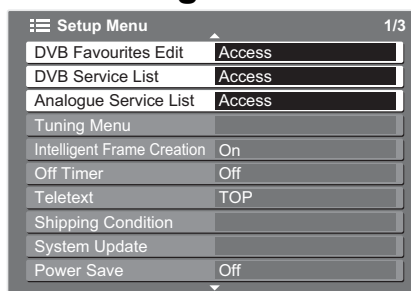 Setup Menu 1/3
DVB Favourites Edit Access
DVB Service List Access
Analogue Service List Access
Tuning Menu
Intelligent Frame Creation On
Off Timer Off
Teletext TOP
Shipping Condition
System Update
Power Save Off